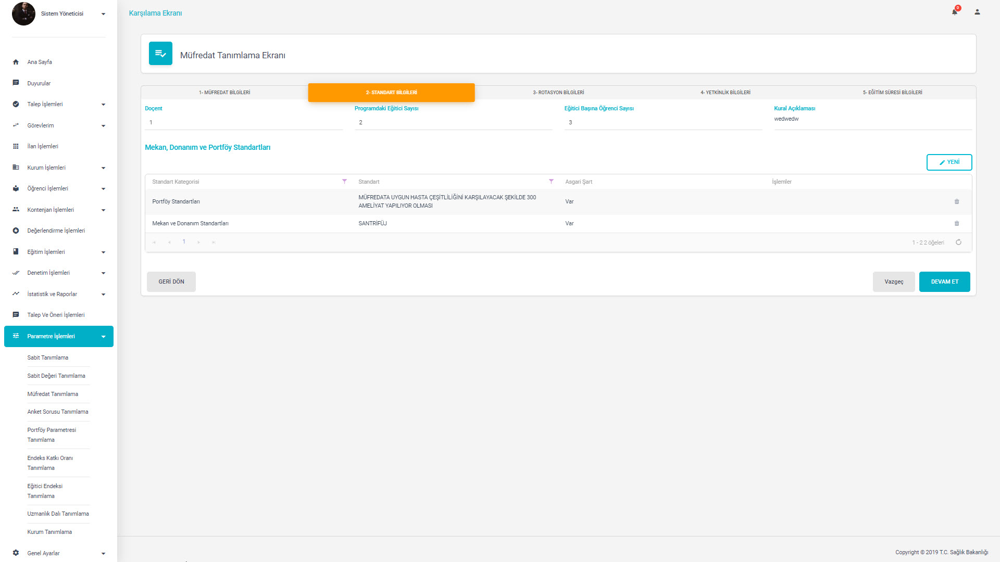 Sistem Yöneticisi
Ana Sayfa
Duyurular
Talep İşlemleri
Görevlerim
İlan İşlemleri
Kurum İşlemleri
Öğrenci İşlemleri
Kontenjan İşlemleri
Değerlendirme İşlemleri
Eğitim İşlemleri
Denetim İşlemleri
İstatistik ve Raporlar
Talep Ve Öneri İşlemleri
Parametre İşlemleri
Sabit Tanımlama
Sabit Değeri Tanımlama
Müfredat Tanımlama
Anket Sorusu Tanımlama
Portföy Parametresi
Tanımlama
Endeks Katkı Oranı
Tanımlama
Eğitici Endeksi
Tanımlama
Uzmanlık Dalı Tanımlama
Kurum Tanımlama
Genel Ayarlar
Karşılama Ekranı
0
Müfredat Tanımlama Ekranı
1- MÜFREDAT BİLGİLERİ 2- STANDART BİLGİLERİ 3- ROTASYON BİLGİLERİ 4- YETKİNLİK BİLGİLERİ 5- EĞİTİM SÜRESİ BİLGİLERİ
Doçent Programdaki Eğitici Sayısı Eğitici Başına Öğrenci Sayısı Kural Açıklaması
1 2 3 wedwedw
Mekan, Donanım ve Portföy Standartları
YENİ
Standart Kategorisi Standart Asgari Şart İşlemler
Portföy Standartları MÜFREDATA UYGUN HASTA ÇEŞİTLİLİĞİNİ KARŞILAYACAK ŞEKİLDE 300 Var
AMELİYAT YAPILIYOR OLMASI
Mekan ve Donanım Standartları SANTRİFÜJ Var
1 1 - 2 2 öğeleri
GERİ DÖN Vazgeç DEVAM ET
Copyright © 2019 T.C. Sağlık Bakanlığı